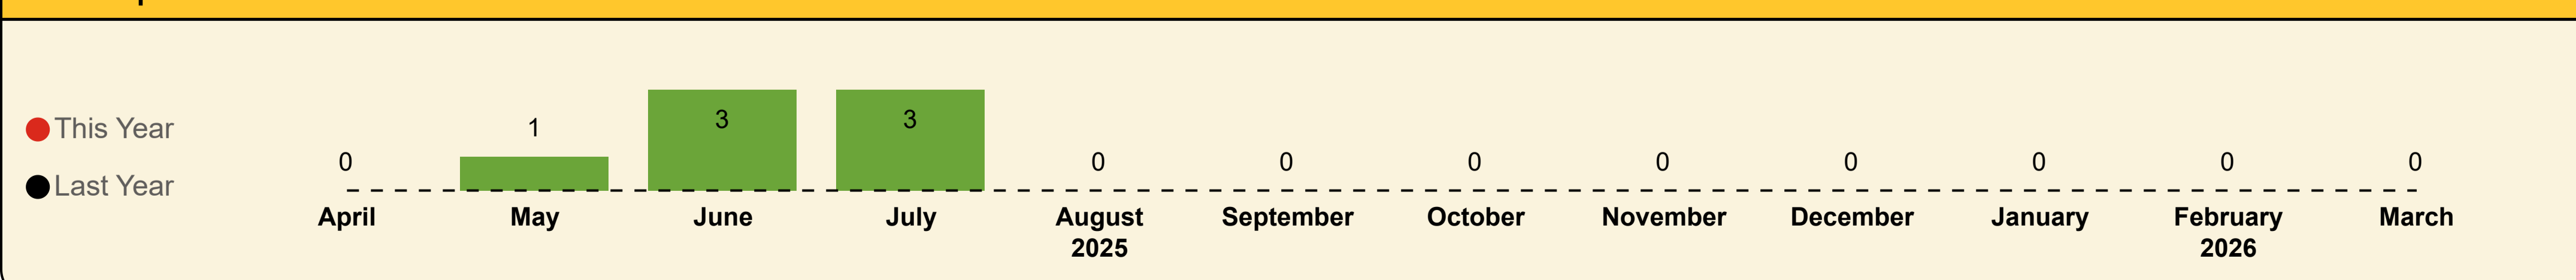 This Year
Last Year
0 1 3 3 0 0 0 0 0 0 0 0
April May June July August September October November December January February March
2025 2026